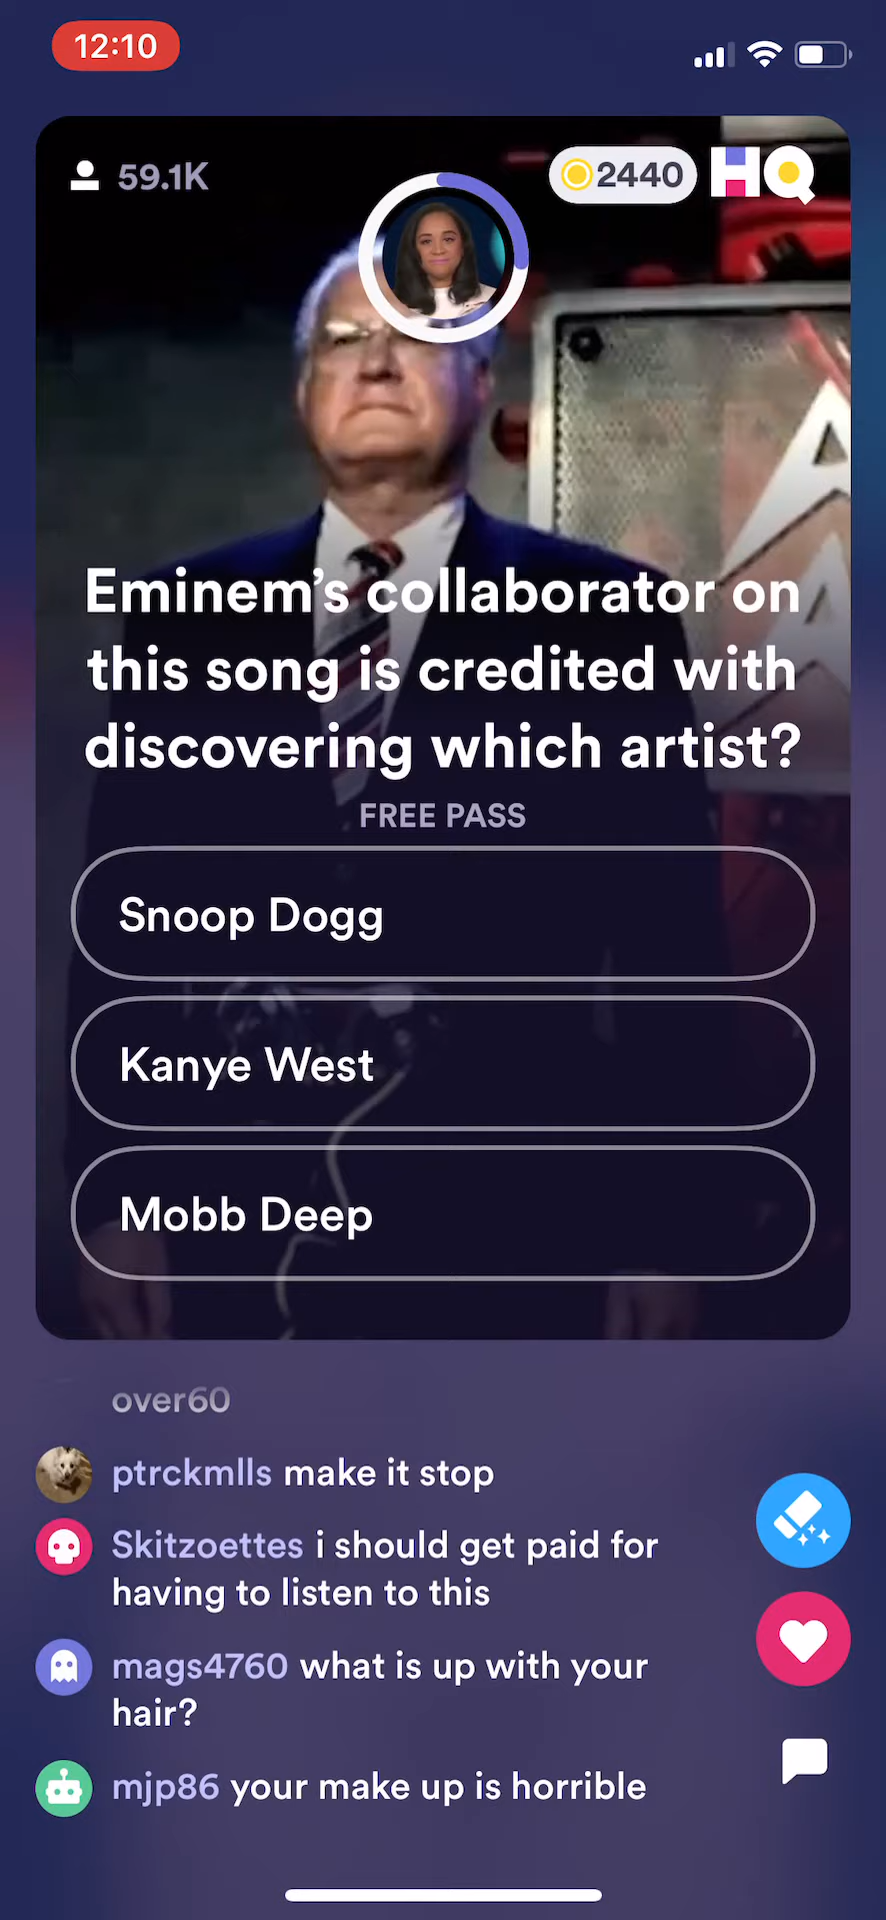 12:10
59.1K
2440
HQ
Eminem's collaborator on
this song is credited with
discovering which artist?
FREE PASS
Snoop Dogg
Kanye West
Mobb Deep
over60
ptrckmlls make it stop
Skitzoettes i should get paid for
having to listen to this
mags4760 what is up with your
hair?
mjp86 your make up is horrible